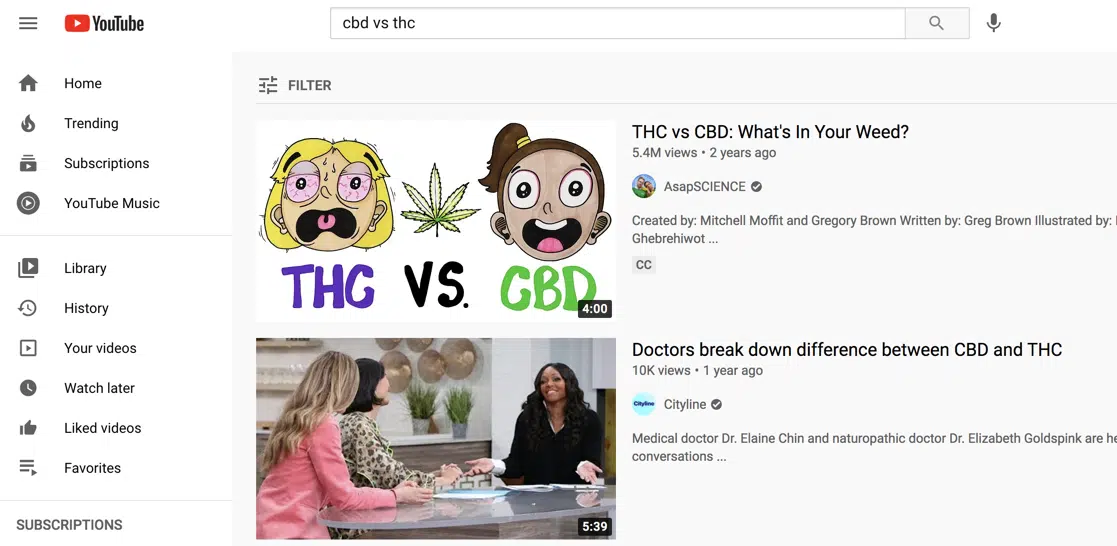 YouTube
cbd vs thc
Home
Trending
Subscriptions
YouTube Music
Library
History
Your videos
Watch later
Liked videos
Favorites
SUBSCRIPTIONS
FILTER
THC VS. CBD
4:00
THC vs CBD: What's In Your Weed?
5.4M views • 2 years ago
AsapSCIENCE
Created by: Mitchell Moffit and Gregory Brown Written by: Greg Brown Illustrated by:
Ghebrehiwot ...
CC
5:39
Doctors break down difference between CBD and THC
10K views • 1 year ago
Cityline
Cityline
Medical doctor Dr. Elaine Chin and naturopathic doctor Dr. Elizabeth Goldspink are
conversations ...